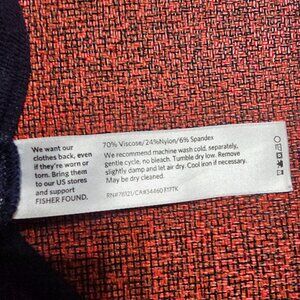 We want our
clothes back, even
if they're worn or
torn. Bring them
to our US stores
and support
FISHER FOUND.
70% Viscose/24%Nylon/6% Spandex
We recommend machine wash cold, separately,
gentle cycle; no bleach. Tumble dry low. Remove
slightly damp and let air dry. Cool iron if necessary.
May be dry cleaned.